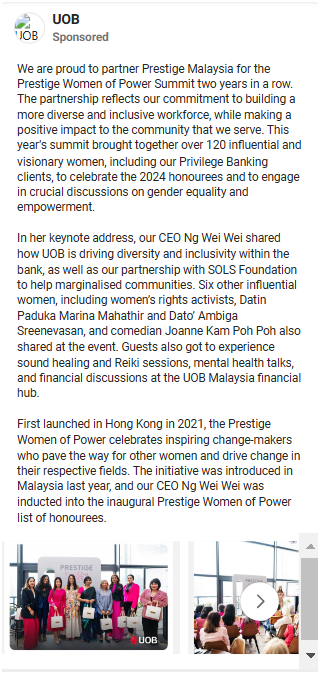 UOB
UOB
Sponsored
We are proud to partner Prestige Malaysia for the
Prestige Women of Power Summit two years in a row.
The partnership reflects our commitment to building a
more diverse and inclusive workforce, while making a
positive impact to the community that we serve. This
year's summit brought together over 120 influential and
visionary women, including our Privilege Banking
clients, to celebrate the 2024 honourees and to engage
in crucial discussions on gender equality and
empowerment.
In her keynote address, our CEO Ng Wei Wei shared
how UOB is driving diversity and inclusivity within the
bank, as well as our partnership with SOLS Foundation
to help marginalised communities. Six other influential
women, including women's rights activists, Datin
Paduka Marina Mahathir and Dato' Ambiga
Sreenevasan, and comedian Joanne Kam Poh Poh also
shared at the event. Guests also got to experience
sound healing and Reiki sessions, mental health talks,
and financial discussions at the UOB Malaysia financial
hub.
First launched in Hong Kong in 2021, the Prestige
Women of Power celebrates inspiring change-makers
who pave the way for other women and drive change in
their respective fields. The initiative was introduced in
Malaysia last year, and our CEO Ng Wei Wei was
inducted into the inaugural Prestige Women of Power
list of honourees.
PRESTIGE
UOB